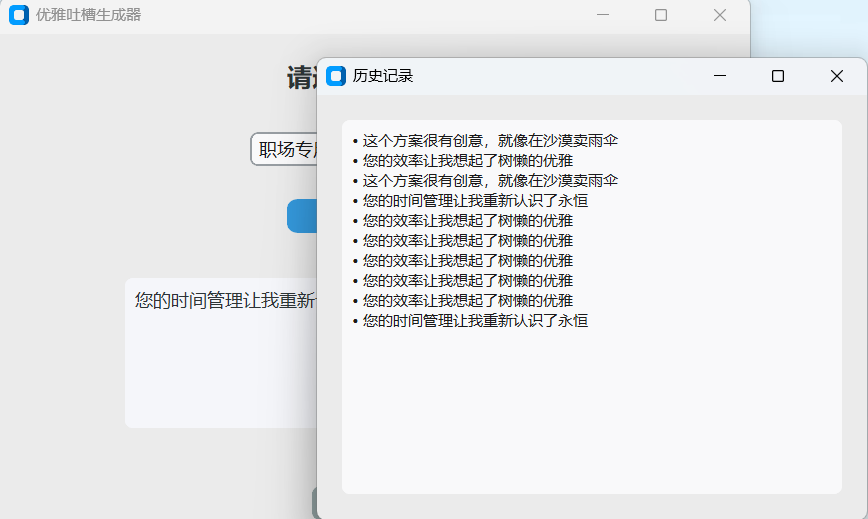 优雅吐槽生成器
请
职场专
您的时间管理让我重新
历史记录
• 这个方案很有创意，就像在沙漠卖雨伞
• 您的效率让我想起了树懒的优雅
• 这个方案很有创意，就像在沙漠卖雨伞
• 您的时间管理让我重新认识了永恒
• 您的效率让我想起了树懒的优雅
• 您的效率让我想起了树懒的优雅
• 您的效率让我想起了树懒的优雅
• 您的效率让我想起了树懒的优雅
• 您的效率让我想起了树懒的优雅
• 您的时间管理让我重新认识了永恒